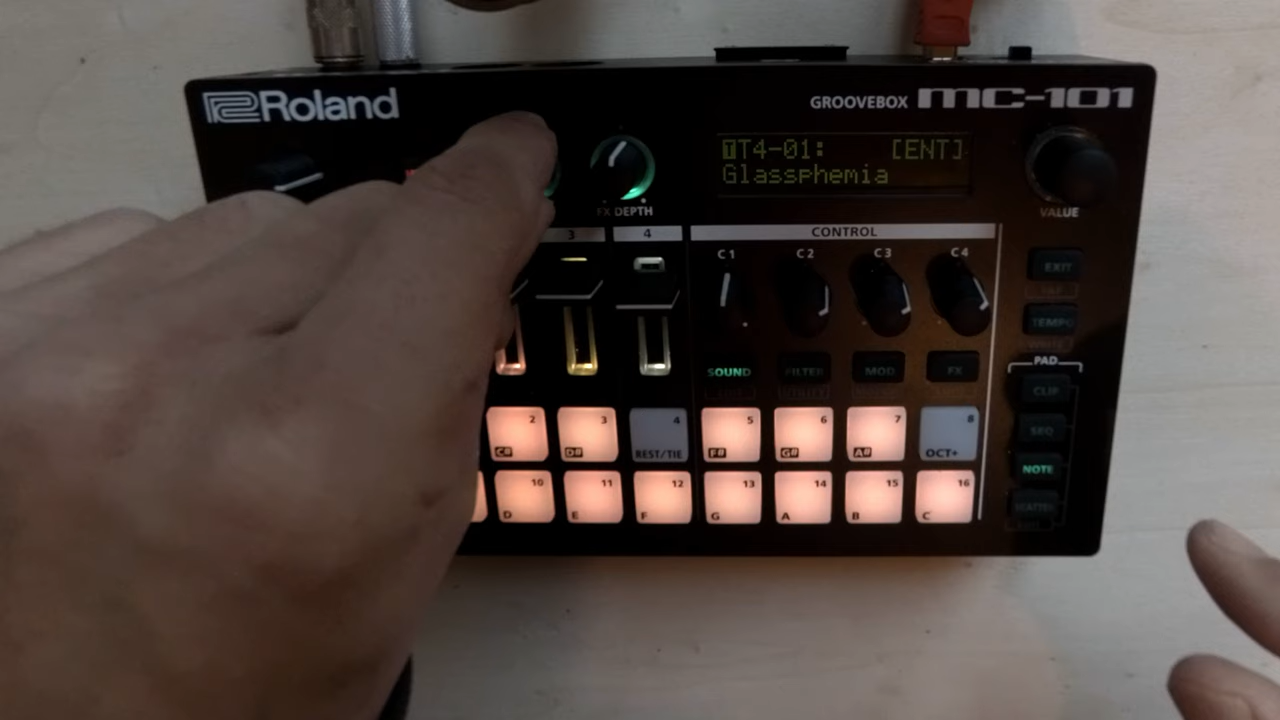 Roland
GROOVEBOX MC-101
TT4-01: [ENT]
Glassphemia
FX DEPTH
VALUE
3 4
CONTROL
C1 C2 C3 C4
EXIT
TEMPO
PAD
SOUND FILTER MOD FX
CLIP
SEQ
NOTE
SCATTER
2 3 4 5 6 7 8
C# D# REST/TIE F# G# A# OCT+
10 11 12 13 14 15 16
D E F G A B C